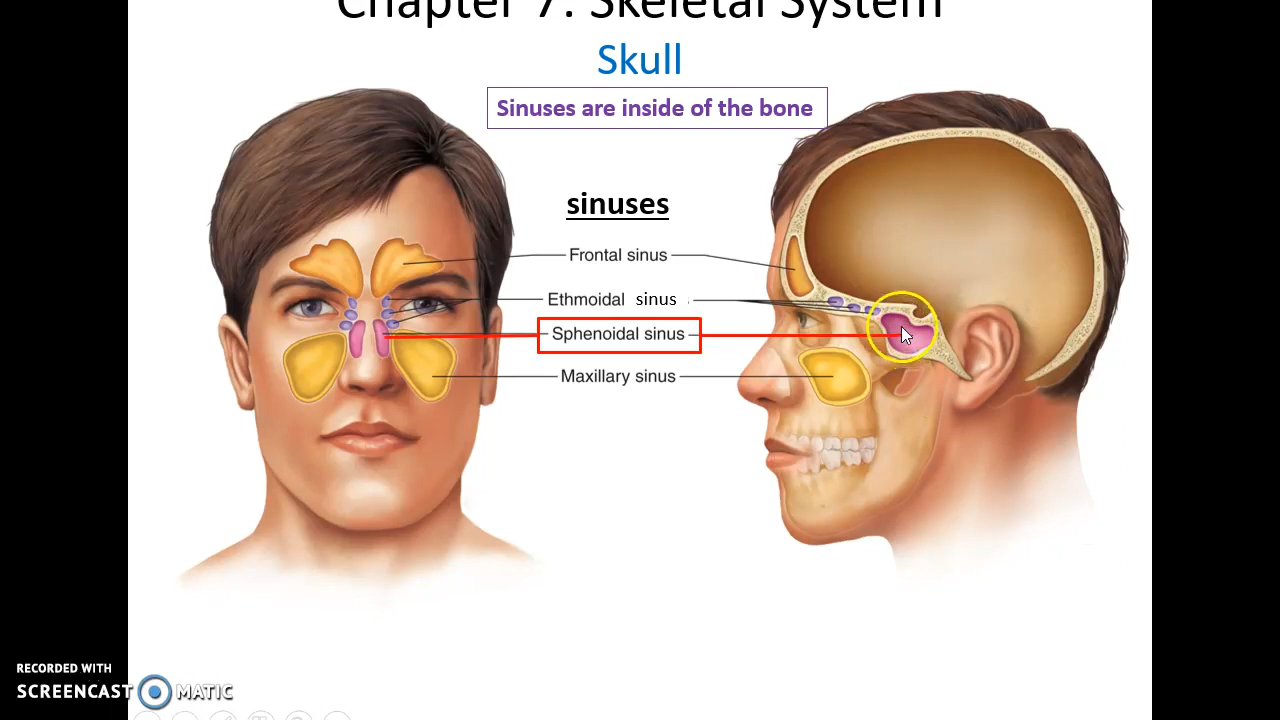 Chapter 7: Skeletal System
Skull
Sinuses are inside of the bone
sinuses
Frontal sinus
Ethmoidal sinus
Sphenoidal sinus
Maxillary sinus
RECORDED WITH
SCREENCAST MATIC